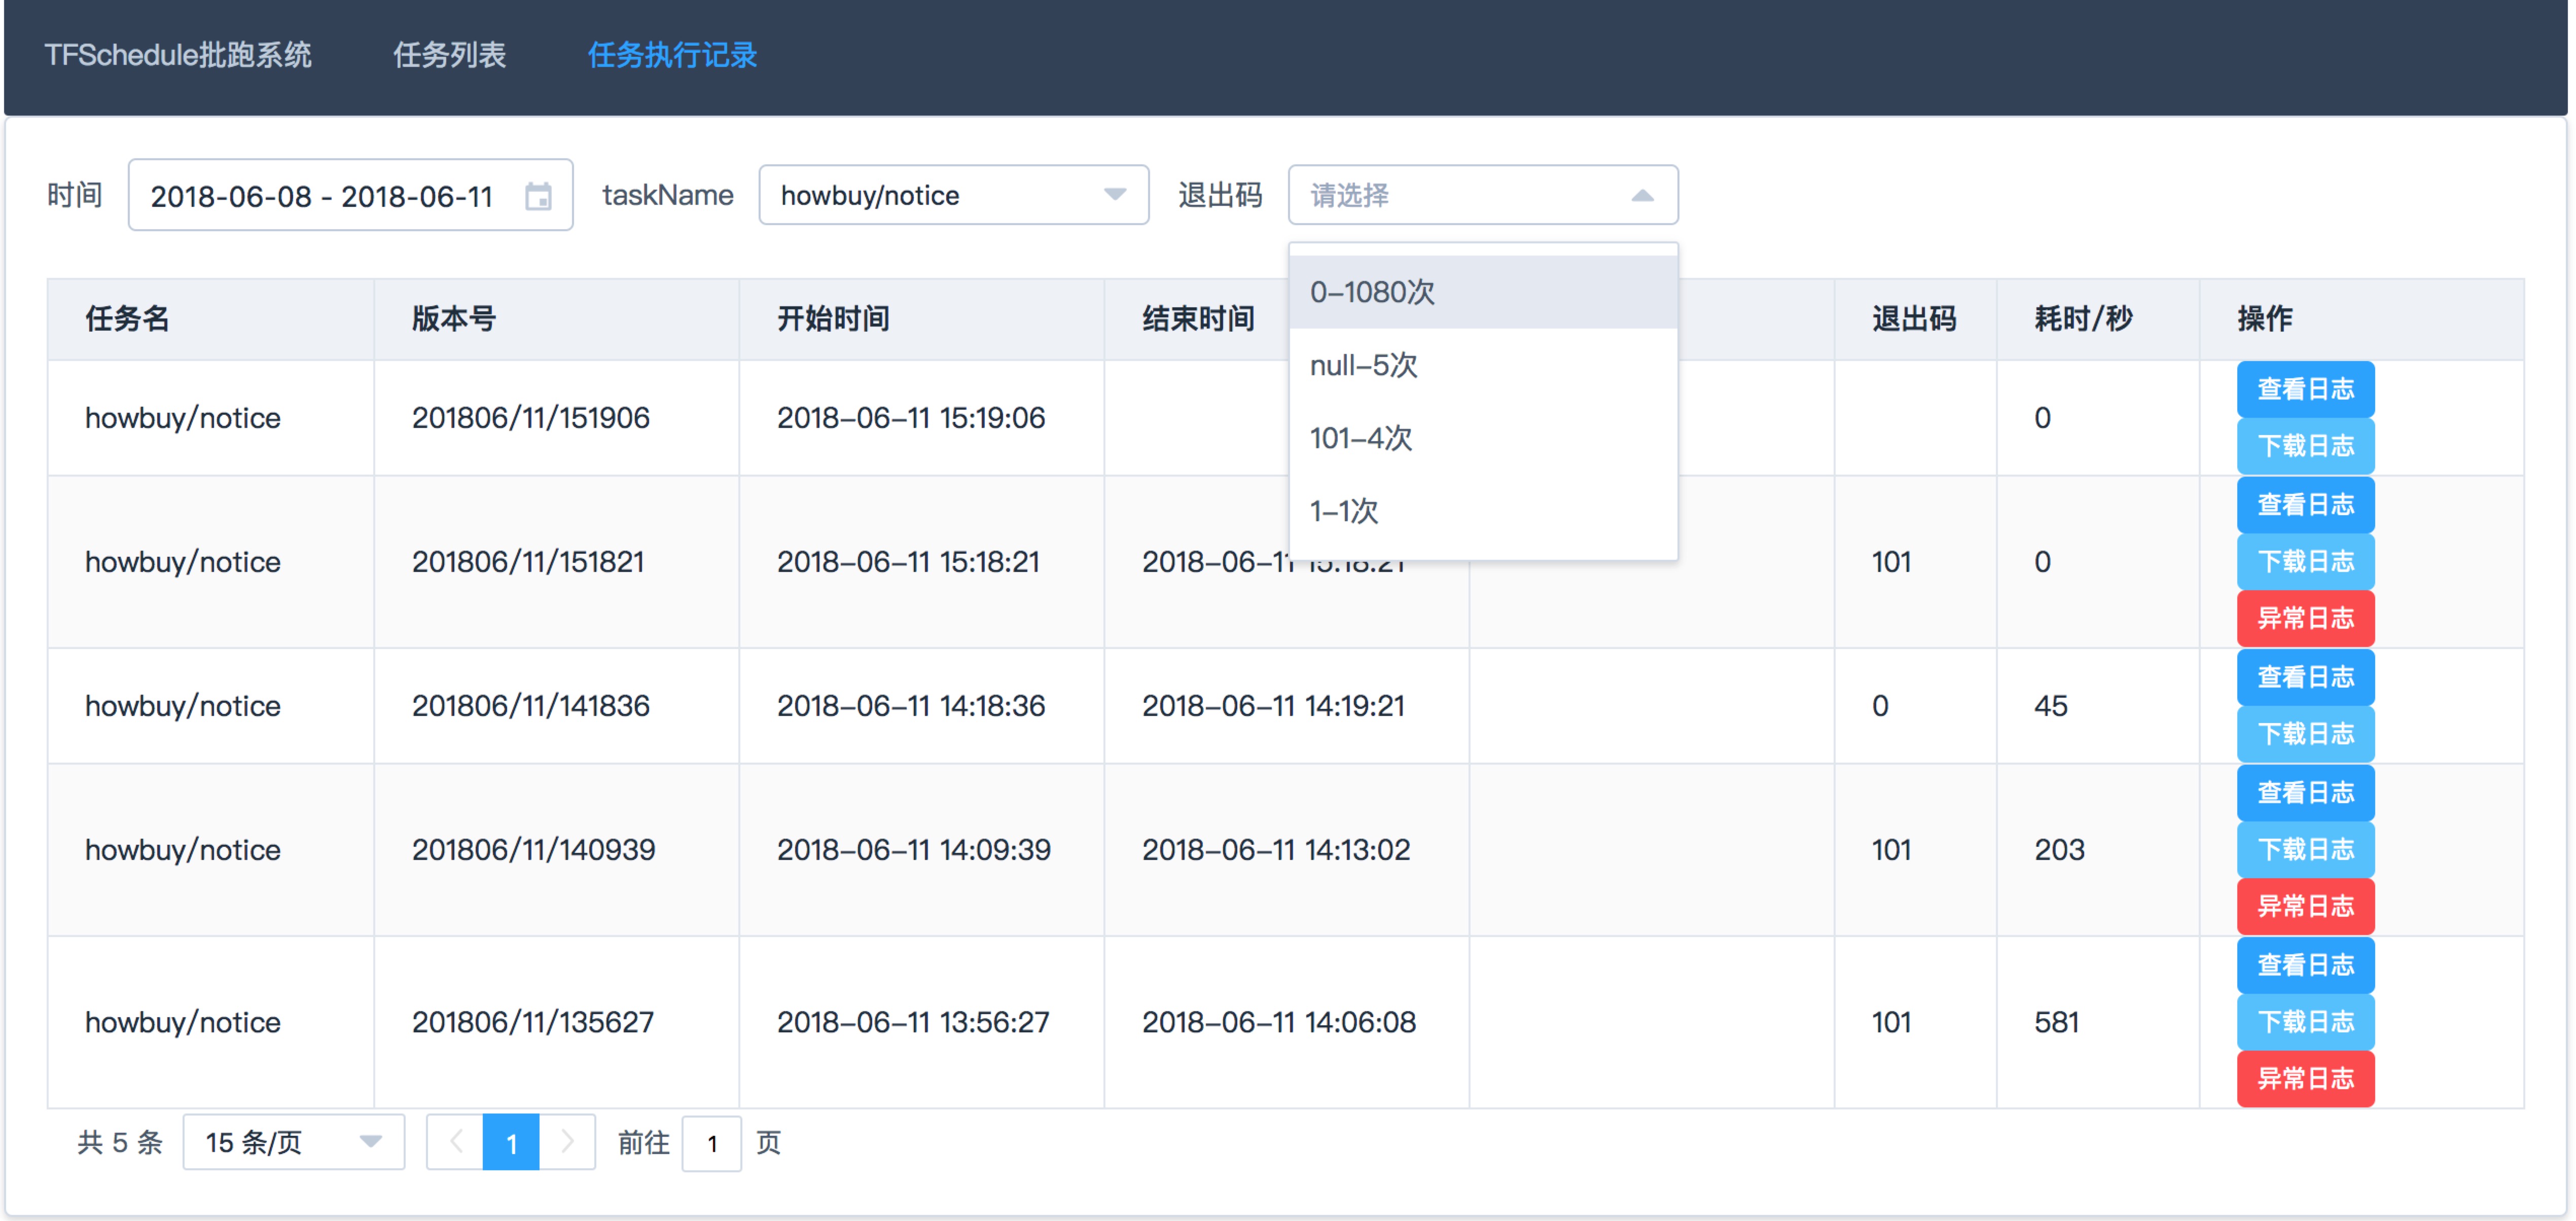 TFSchedule批跑系统 任务列表 任务执行记录
时间 2018-06-08 - 2018-06-11 taskName howbuy/notice 退出码 请选择
0-1080次
null-5次
101-4次
1-1次
任务名 版本号 开始时间 结束时间 退出码 耗时/秒 操作
howbuy/notice 201806/11/151906 2018-06-11 15:19:06 0 查看日志
下载日志
howbuy/notice 201806/11/151821 2018-06-11 15:18:21 2018-06-11 15:18:21 101 0 查看日志
下载日志
异常日志
howbuy/notice 201806/11/141836 2018-06-11 14:18:36 2018-06-11 14:19:21 0 45 查看日志
下载日志
howbuy/notice 201806/11/140939 2018-06-11 14:09:39 2018-06-11 14:13:02 101 203 查看日志
下载日志
异常日志
howbuy/notice 201806/11/135627 2018-06-11 13:56:27 2018-06-11 14:06:08 101 581 查看日志
下载日志
异常日志
共 5 条 15 条/页 1 前往 1 页